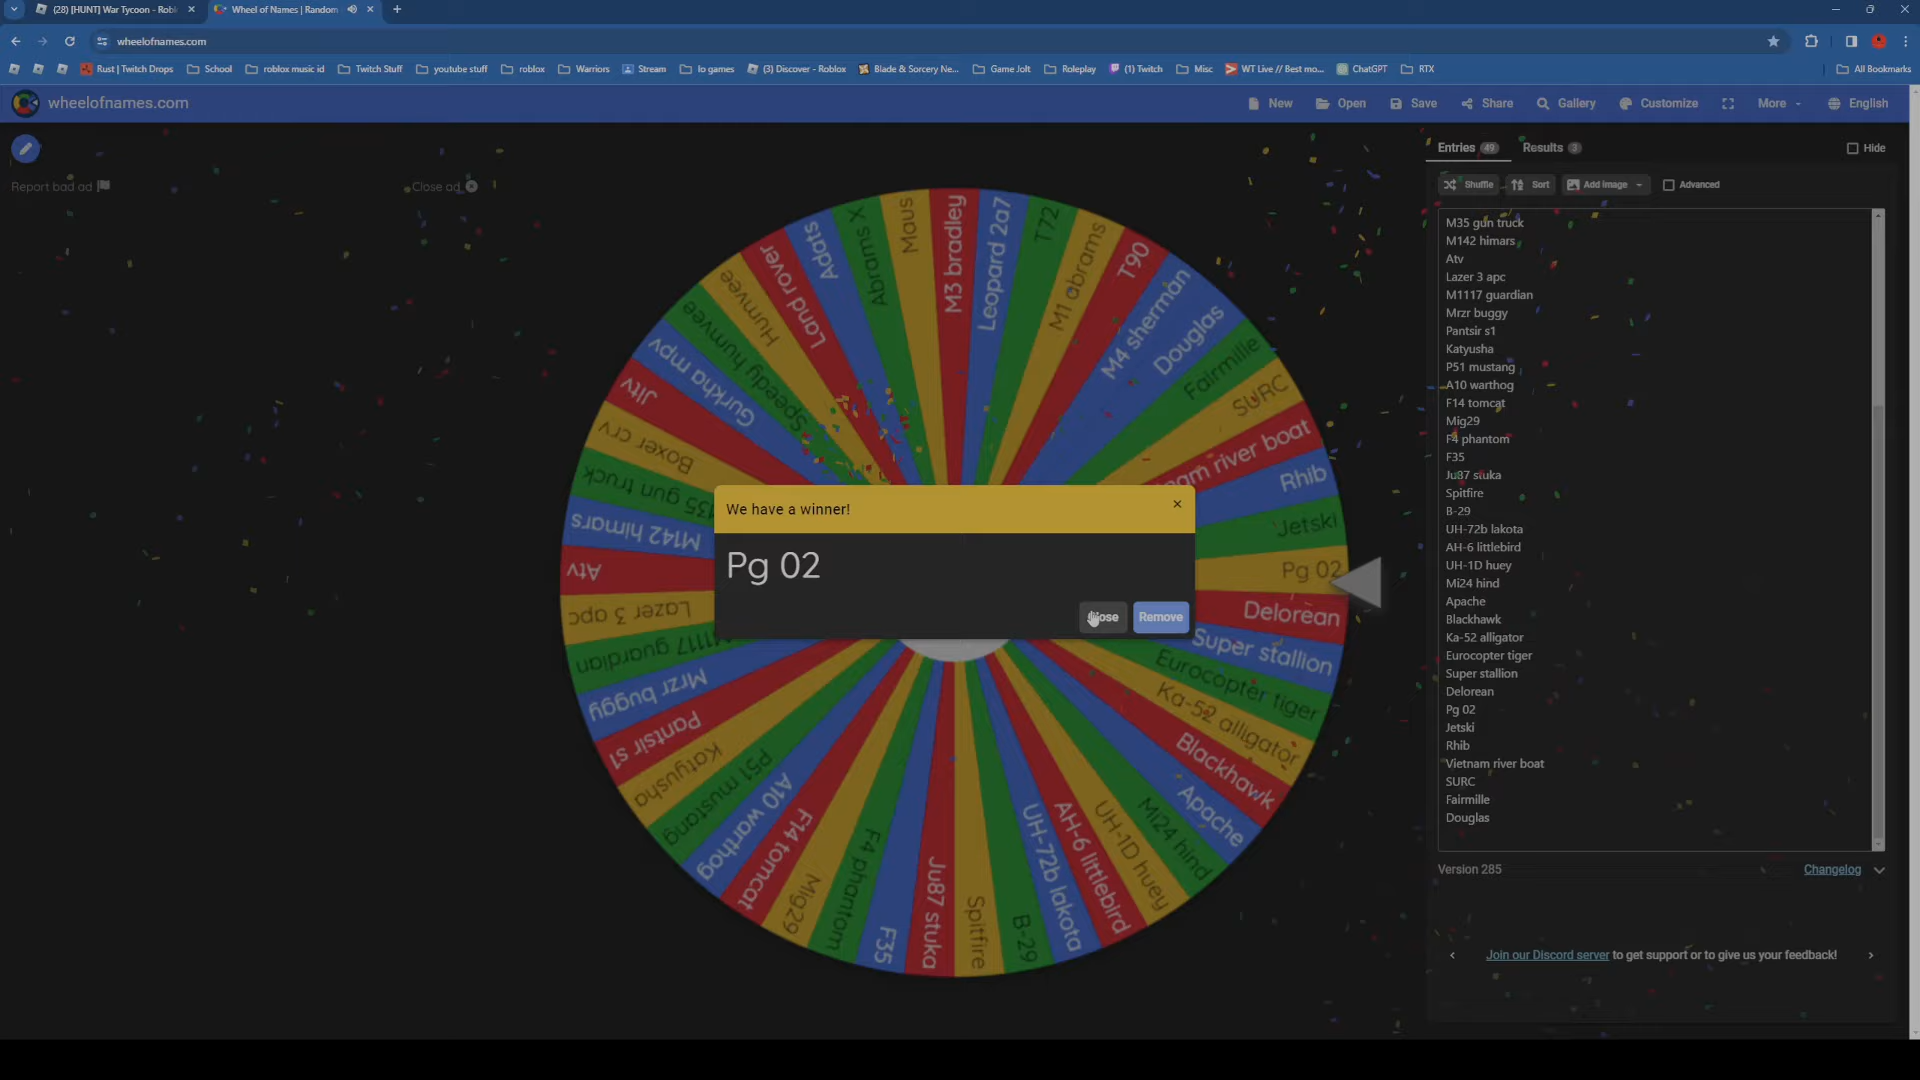 (28) [HUNT] War Tycoon - Robl
Wheel of Names | Random
wheelofnames.com
Rust | Twitch Drops
School
roblox music id
Twitch Stuff
youtube stuff
roblox
Warriors
Stream
Io games
(3) Discover - Roblox
Blade & Sorcery Ne...
Game Jolt
Roleplay
(1) Twitch
Misc
WT Live // Best mo...
ChatGPT
RTX
All Bookmarks
wheelofnames.com
New
Open
Save
Share
Gallery
Customize
More
English
Report bad ad
Close ad
Entries 49
Results 3
Hide
Shuffle
Sort
Add image
Advanced
M35 gun truck
M142 himars
Atv
Lazer 3 apc
M1117 guardian
Mrzr buggy
Pantsir s1
Katyusha
P51 mustang
A10 warthog
F14 tomcat
Mig29
F4 phantom
F35
Ju87 stuka
Spitfire
B-29
UH-72b lakota
AH-6 littlebird
UH-1D huey
Mi24 hind
Apache
Blackhawk
Ka-52 alligator
Eurocopter tiger
Super stallion
Delorean
Pg 02
Jetski
Rhib
Vietnam river boat
SURC
Fairmille
Douglas
Version 285
Changelog
Join our Discord server to get support or to give us your feedback!
We have a winner!
Pg 02
Close
Remove
Maus
M3 bradley
Leopard 2a7
T72
M1 abrams
T90
M4 sherman
Douglas
Fairmille
SURC
nam river boat
Rhib
Jetski
Pg 02
Delorean
Super stallion
Eurocopter tiger
Ka-52 alligator
Blackhawk
Apache
Mi24 hind
UH-1D huey
AH-6 littlebird
UH-72b lakota
B-29
Spitfire
Ju87 stuka
F35
F4 phantom
Mig29
F14 tomcat
A10 warthog
P51 mustang
Katyusha
Pantsir s1
Mrzr buggy
M1117 guardian
Lazer 3 apc
Atv
M142 himars
35 gun truck
Boxer crv
Jltv
Gurkha mpv
Speedy humvee
Humvee
Land rover
Adats
Abrams X